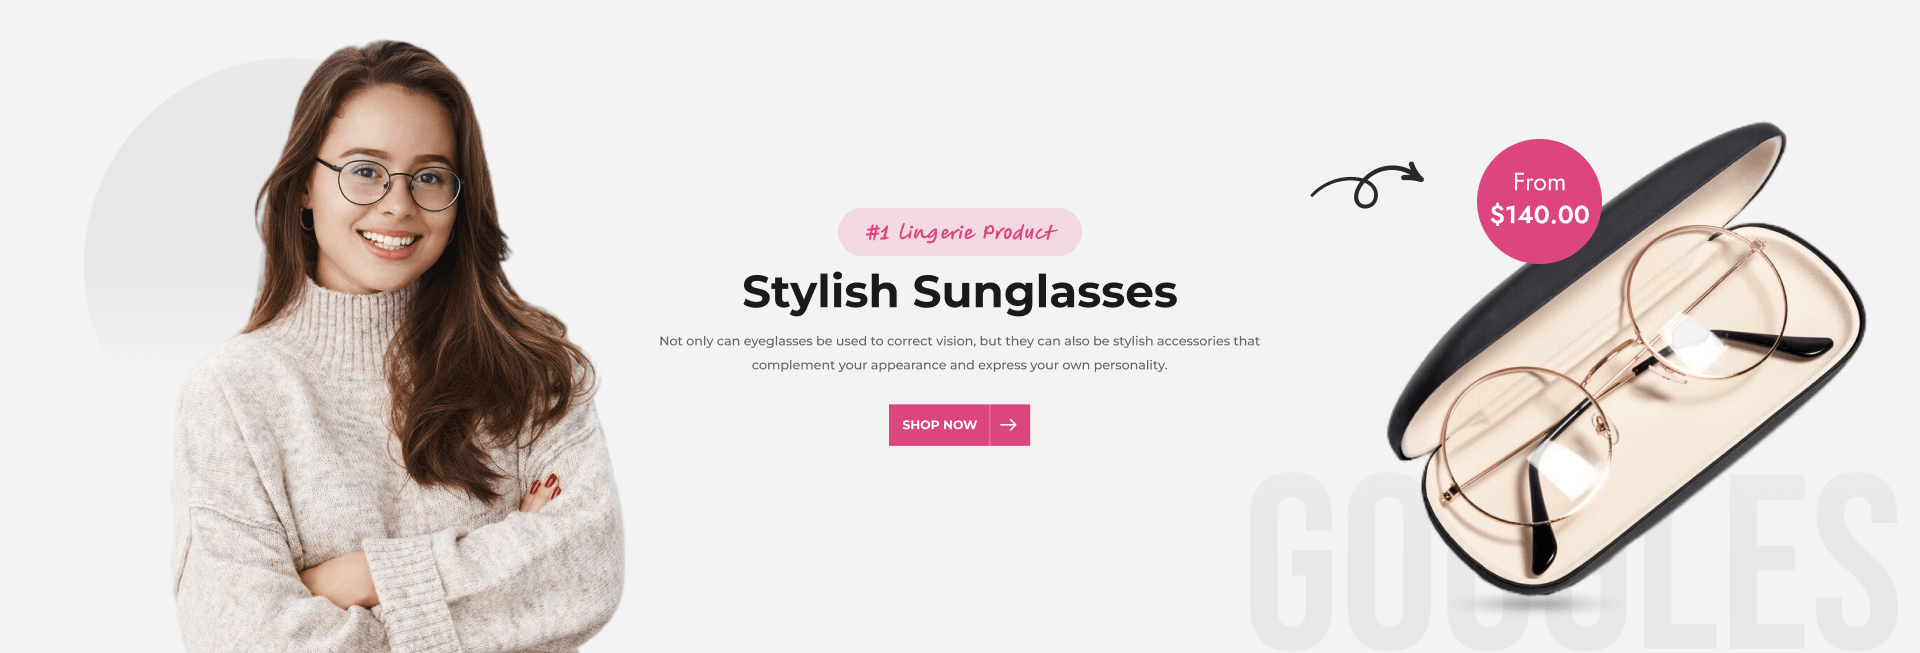 #1 Lingerie Product
Stylish Sunglasses
Not only can eyeglasses be used to correct vision, but they can also be stylish accessories that
complement your appearance and express your own personality.
SHOP NOW
From
$140.00
GOGGLES